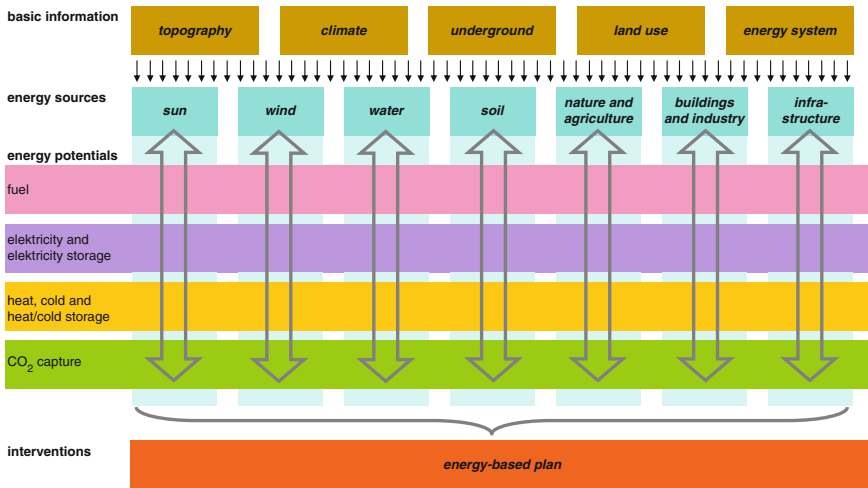 basic information
topography
climate
underground
land use
energy system
energy sources
sun
wind
water
soil
nature and
agriculture
buildings
and industry
infra-
structure
energy potentials
fuel
elektricity and
elektricity storage
heat, cold and
heat/cold storage
CO2 capture
interventions
energy-based plan